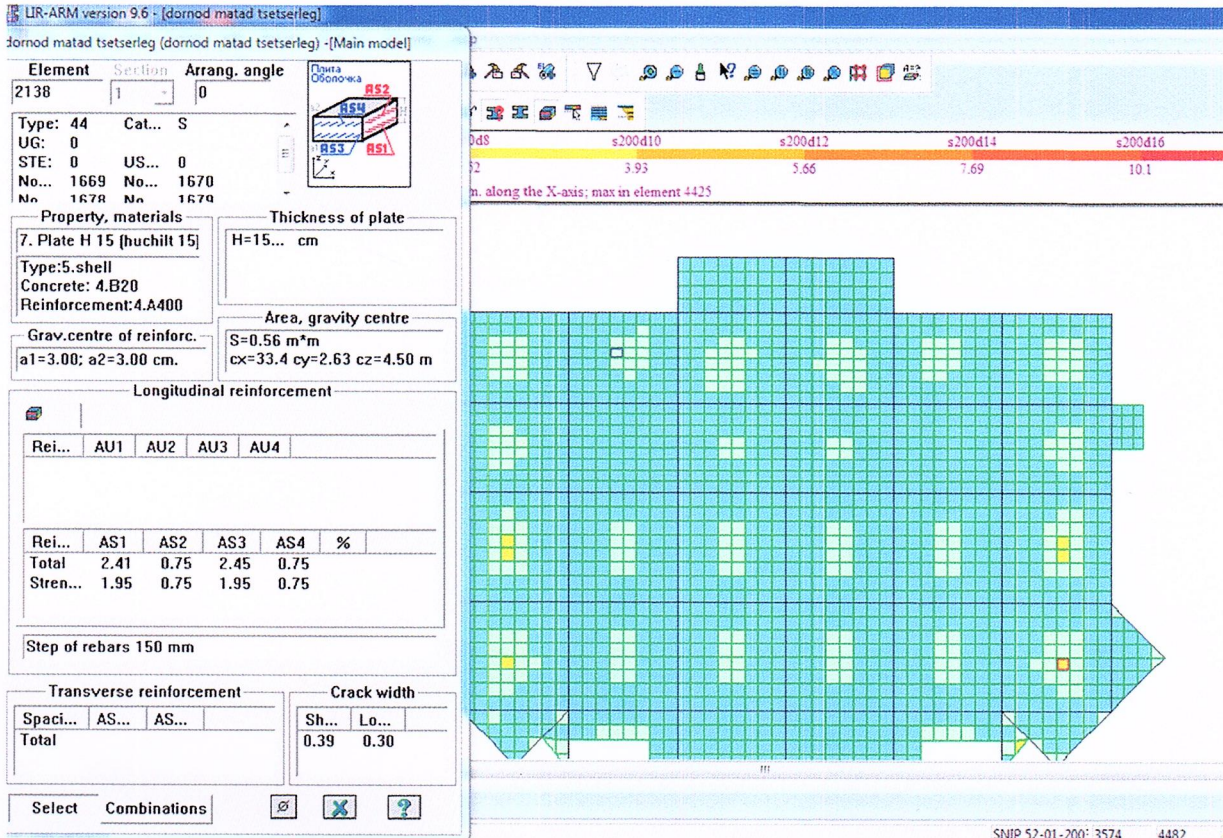 LIR-ARM version 9.6 - [dornod matad tsetserleg]
dornod matad tsetserleg (dornod matad tsetserleg) -[Main model]
Element Section Arrang. angle
2138 1 0
Плита
Оболочка
AS2
AS4
AS3 AS1
Type: 44 Cat... S
UG: 0
STE: 0 US... 0
No... 1669 No... 1670
No 1678 No 1679
Property, materials
7. Plate H 15 (huchilt 15)
Type:5.shell
Concrete: 4.B20
Reinforcement:4.A400
Thickness of plate
H=15... cm
Grav.centre of reinforc.
a1=3.00; a2=3.00 cm.
Area, gravity centre
S=0.56 m*m
cx=33.4 cy=2.63 cz=4.50 m
Longitudinal reinforcement
Rei... AU1 AU2 AU3 AU4
Rei... AS1 AS2 AS3 AS4 %
Total 2.41 0.75 2.45 0.75
Stren... 1.95 0.75 1.95 0.75
Step of rebars 150 mm
Transverse reinforcement
Spaci... AS... AS...
Total
Crack width
Sh... Lo...
0.39 0.30
Select Combinations
0d8 s200d10 s200d12 s200d14 s200d16
52 3.93 5.66 7.69 10.1
m. along the X-axis; max in element 4425
SNIP 52-01-200: 3574 4482